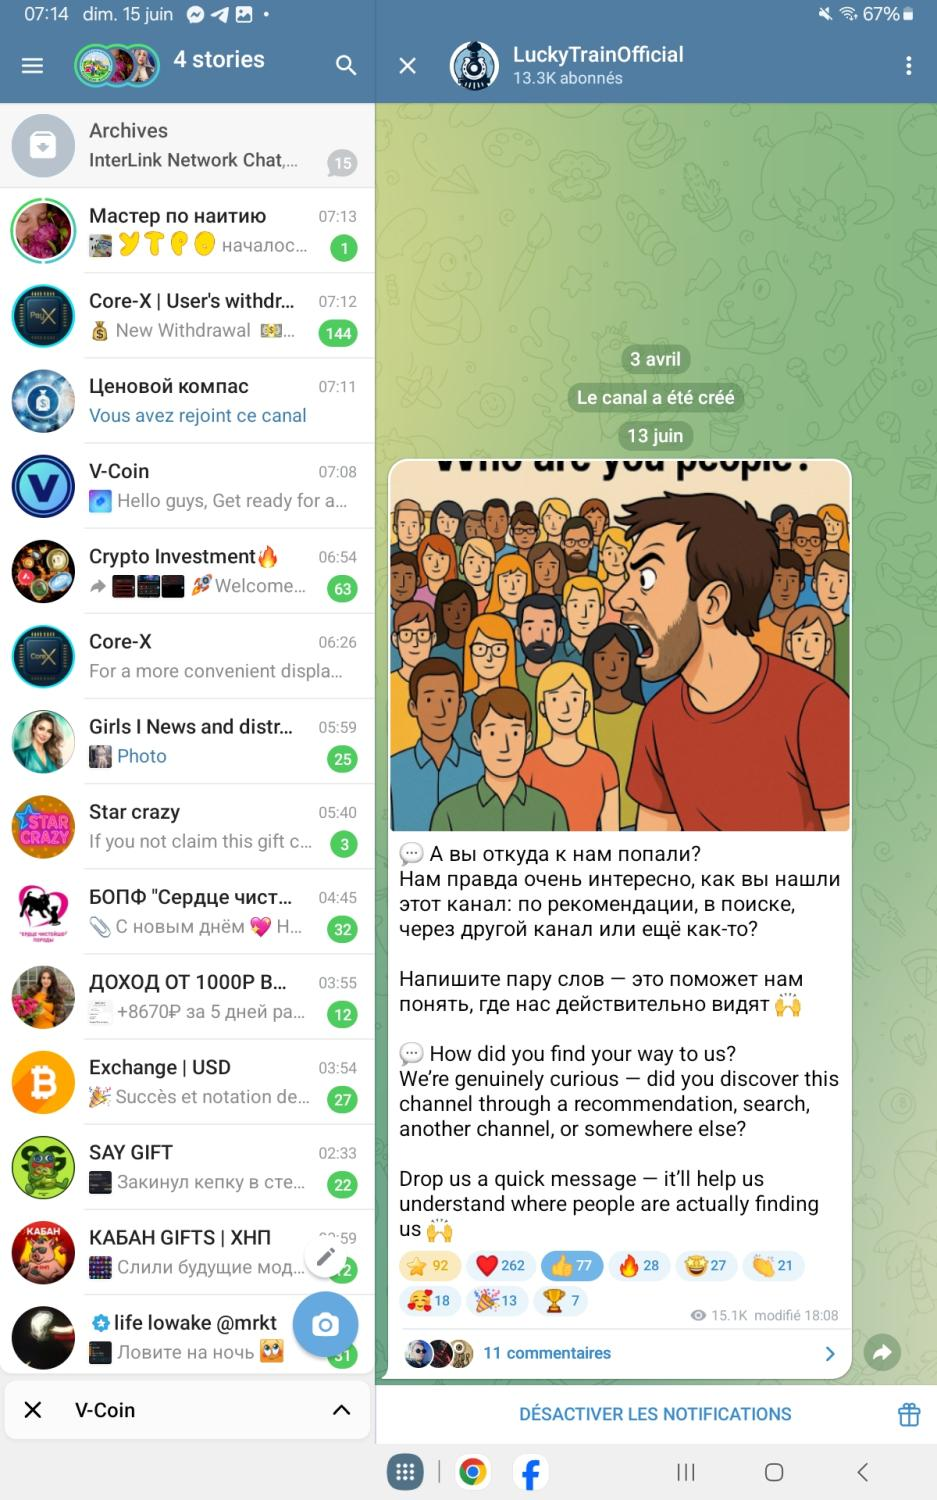 07:14 dim. 15 juin
67%
4 stories
Archives
InterLink Network Chat,...
15
Мастер по наитию 07:13
УТРО началос... 1
Core-X | User's withdr... 07:12
New Withdrawal ... 144
Ценовой компас 07:11
Vous avez rejoint ce canal
V-Coin 07:08
Hello guys, Get ready for a...
Crypto Investment 06:54
Welcome... 63
Core-X 06:26
For a more convenient displa...
Girls I News and distr... 05:59
Photo 25
Star crazy 05:40
If you not claim this gift c... 3
БОПФ "Сердце чист... 04:45
С новым днём Н... 32
ДОХОД ОТ 1000Р В... 03:55
+8670₽ за 5 дней ра... 12
Exchange | USD 03:54
Succès et notation de... 27
SAY GIFT 02:33
Закинул кепку в сте... 22
КАБАН GIFTS | ХНП
Слили будущие мод...
life lowake @mrkt
Ловите на ночь 31
V-Coin
LuckyTrainOfficial
13.3K abonnés
3 avril
Le canal a été créé
13 juin
Who are you people?
А вы откуда к нам попали?
Нам правда очень интересно, как вы нашли
этот канал: по рекомендации, в поиске,
через другой канал или ещё как-то?
Напишите пару слов — это поможет нам
понять, где нас действительно видят
How did you find your way to us?
We're genuinely curious — did you discover this
channel through a recommendation, search,
another channel, or somewhere else?
Drop us a quick message — it'll help us
understand where people are actually finding
us
92 262 77 28 27 21
18 13 7
15.1K modifié 18:08
11 commentaires
DÉSACTIVER LES NOTIFICATIONS